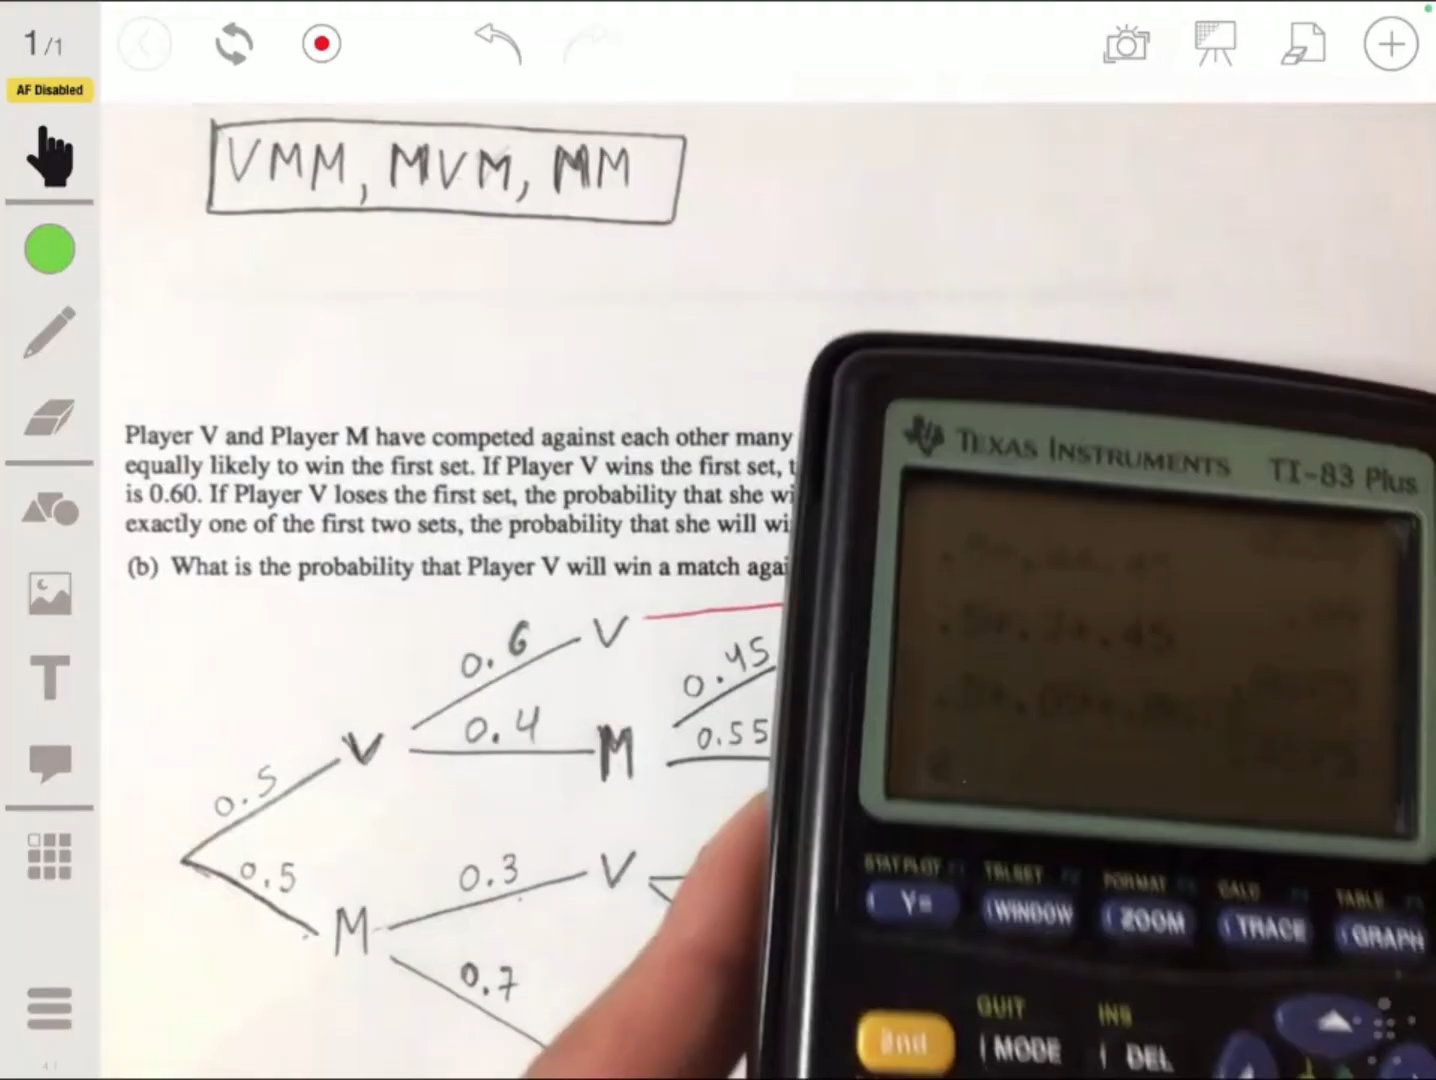 1/1
AF Disabled
VMM, MVM, MM
Player V and Player M have competed against each other many
equally likely to win the first set. If Player V wins the first set,
is 0.60. If Player V loses the first set, the probability that she
exactly one of the first two sets, the probability that she will
(b) What is the probability that Player V will win a match
TEXAS INSTRUMENTS TI-83 Plus
0.6 V
0.45
0.4 M
0.55
0.5 V
0.5 M
0.3 V
0.7
T
STAT PLOT TBLSET FORMAT CALC TABLE
Y= WINDOW ZOOM TRACE GRAPH
QUIT INS
2nd MODE DEL